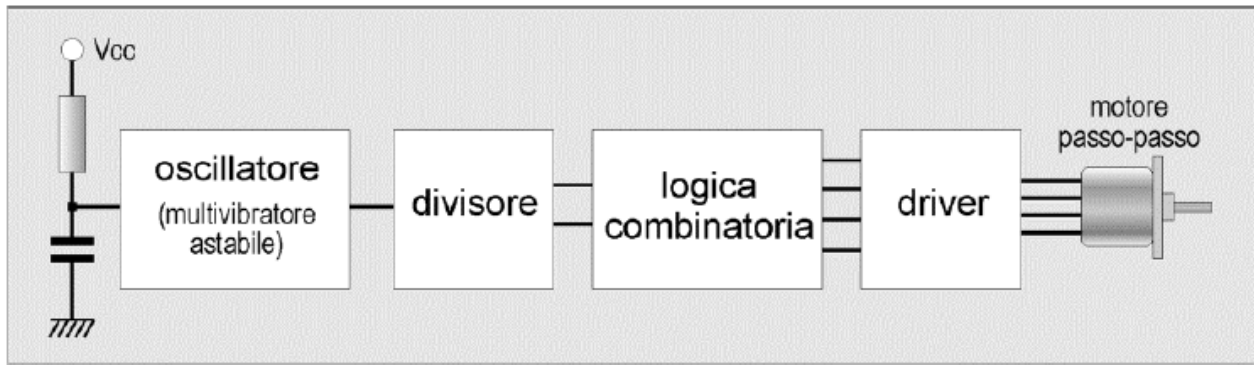 Vcc
oscillatore
(multivibratore
astabile)
divisore
logica
combinatoria
driver
motore
passo-passo